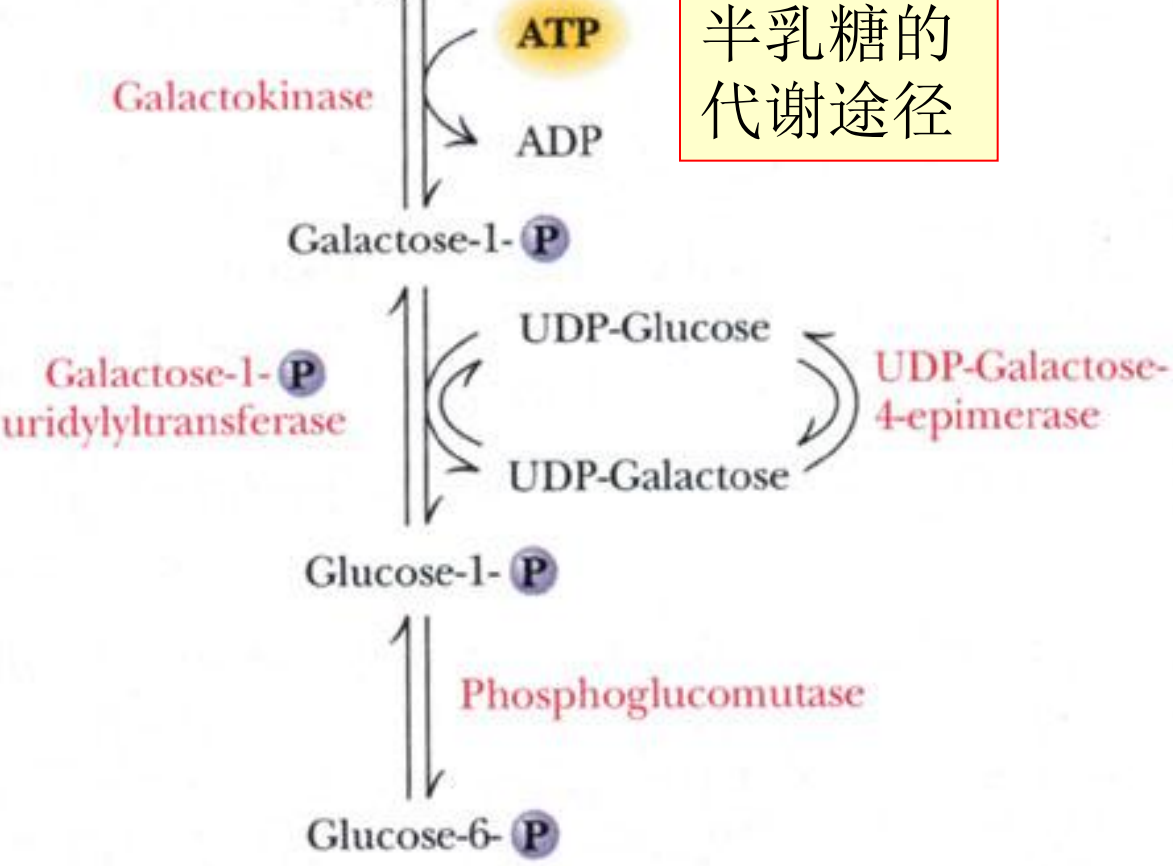 ATP
半乳糖的
代谢途径
Galactokinase
ADP
Galactose-1-P
UDP-Glucose
Galactose-1-P
uridylyltransferase
UDP-Galactose-
4-epimerase
UDP-Galactose
Glucose-1-P
Phosphoglucomutase
Glucose-6-P